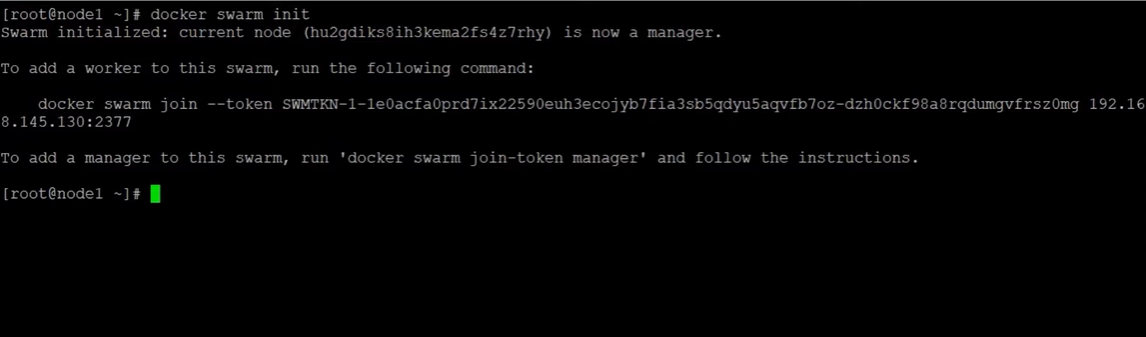 [root@node1 ~]# docker swarm init
Swarm initialized: current node (hu2gdiks8ih3kema2fs4z7rhy) is now a manager.
To add a worker to this swarm, run the following command:
docker swarm join --token SWMTKN-1-1e0acfa0prd7ix22590euh3ecojyb7fia3sb5qdyu5aqvfb7oz-dzh0ckf98a8rqdumgvfrsz0mg 192.16
8.145.130:2377
To add a manager to this swarm, run 'docker swarm join-token manager' and follow the instructions.
[root@node1 ~]#